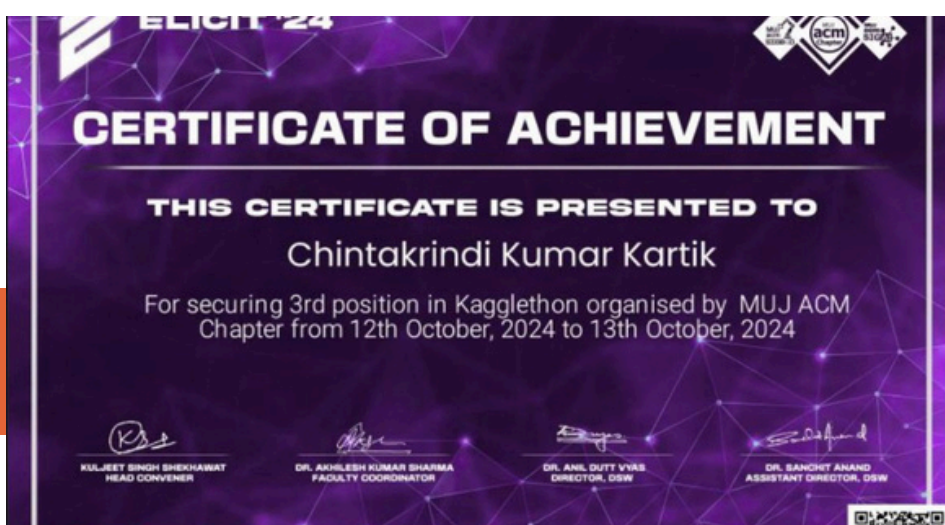 ELICIT '24
acm
Chapter
CERTIFICATE OF ACHIEVEMENT
THIS CERTIFICATE IS PRESENTED TO
Chintakrindi Kumar Kartik
For securing 3rd position in Kagglethon organised by MUJ ACM
Chapter from 12th October, 2024 to 13th October, 2024
KULJEET SINGH SHEKHAWAT
HEAD CONVENER
DR. AKHILESH KUMAR SHARMA
FACULTY COORDINATOR
DR. ANIL DUTT VYAS
DIRECTOR, DSW
DR. SANCHIT ANAND
ASSISTANT DIRECTOR, DSW